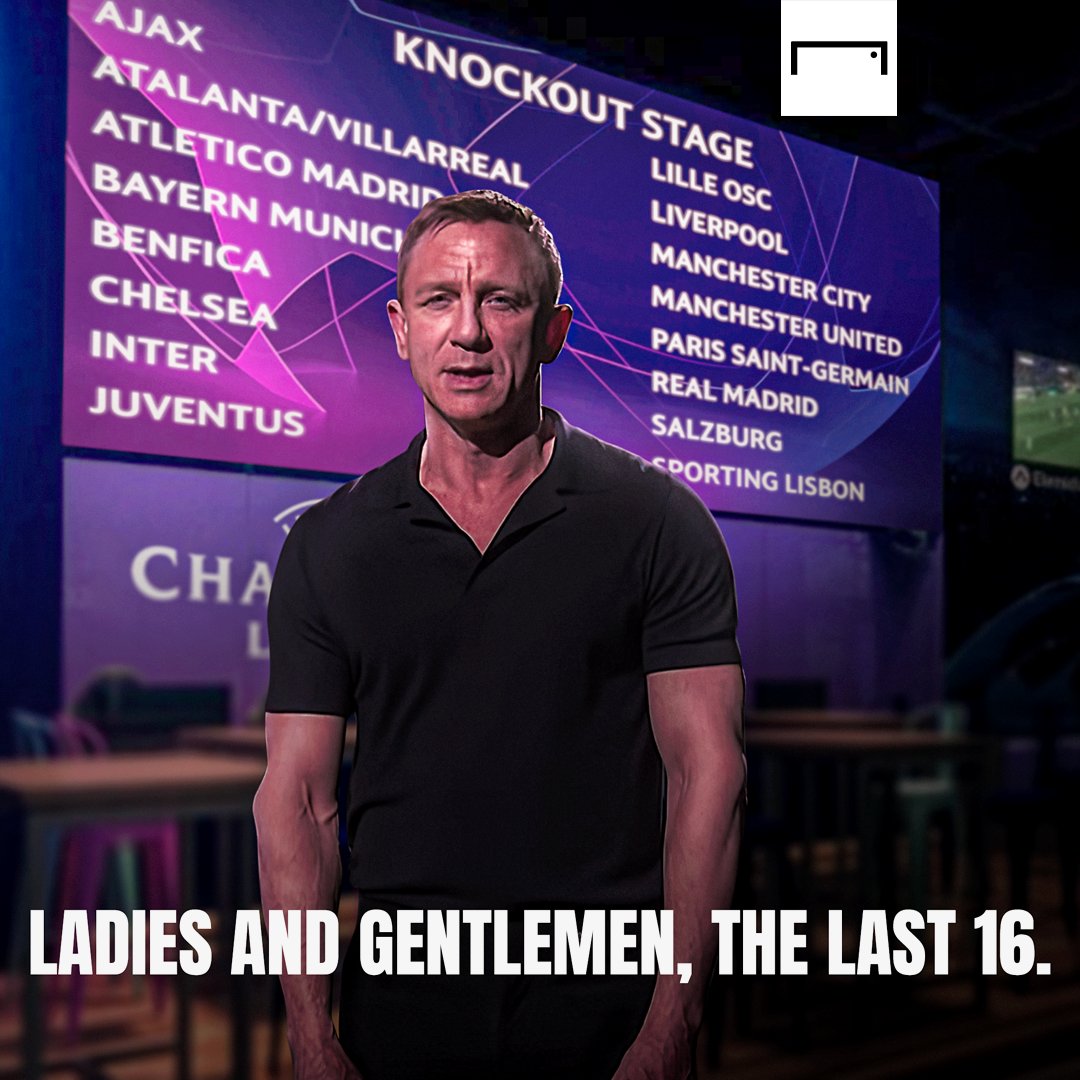 KNOCKOUT STAGE
AJAX
ATALANTA/VILLARREAL
ATLETICO MADRID
BAYERN MUNICH
BENFICA
CHELSEA
INTER
JUVENTUS
LILLE OSC
LIVERPOOL
MANCHESTER CITY
MANCHESTER UNITED
PARIS SAINT-GERMAIN
REAL MADRID
SALZBURG
SPORTING LISBON
CHA
L
LADIES AND GENTLEMEN, THE LAST 16.